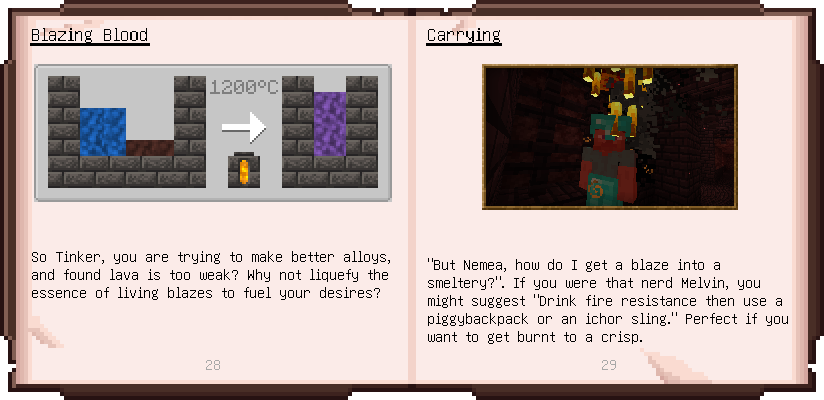 Blazing Blood
1200°C
So Tinker, you are trying to make better alloys,
and found lava is too weak? Why not liquefy the
essence of living blazes to fuel your desires?
28
Carrying
"But Nemea, how do I get a blaze into a
smeltery?". If you were that nerd Melvin, you
might suggest "Drink fire resistance then use a
piggybackpack or an ichor sling." Perfect if you
want to get burnt to a crisp.
29